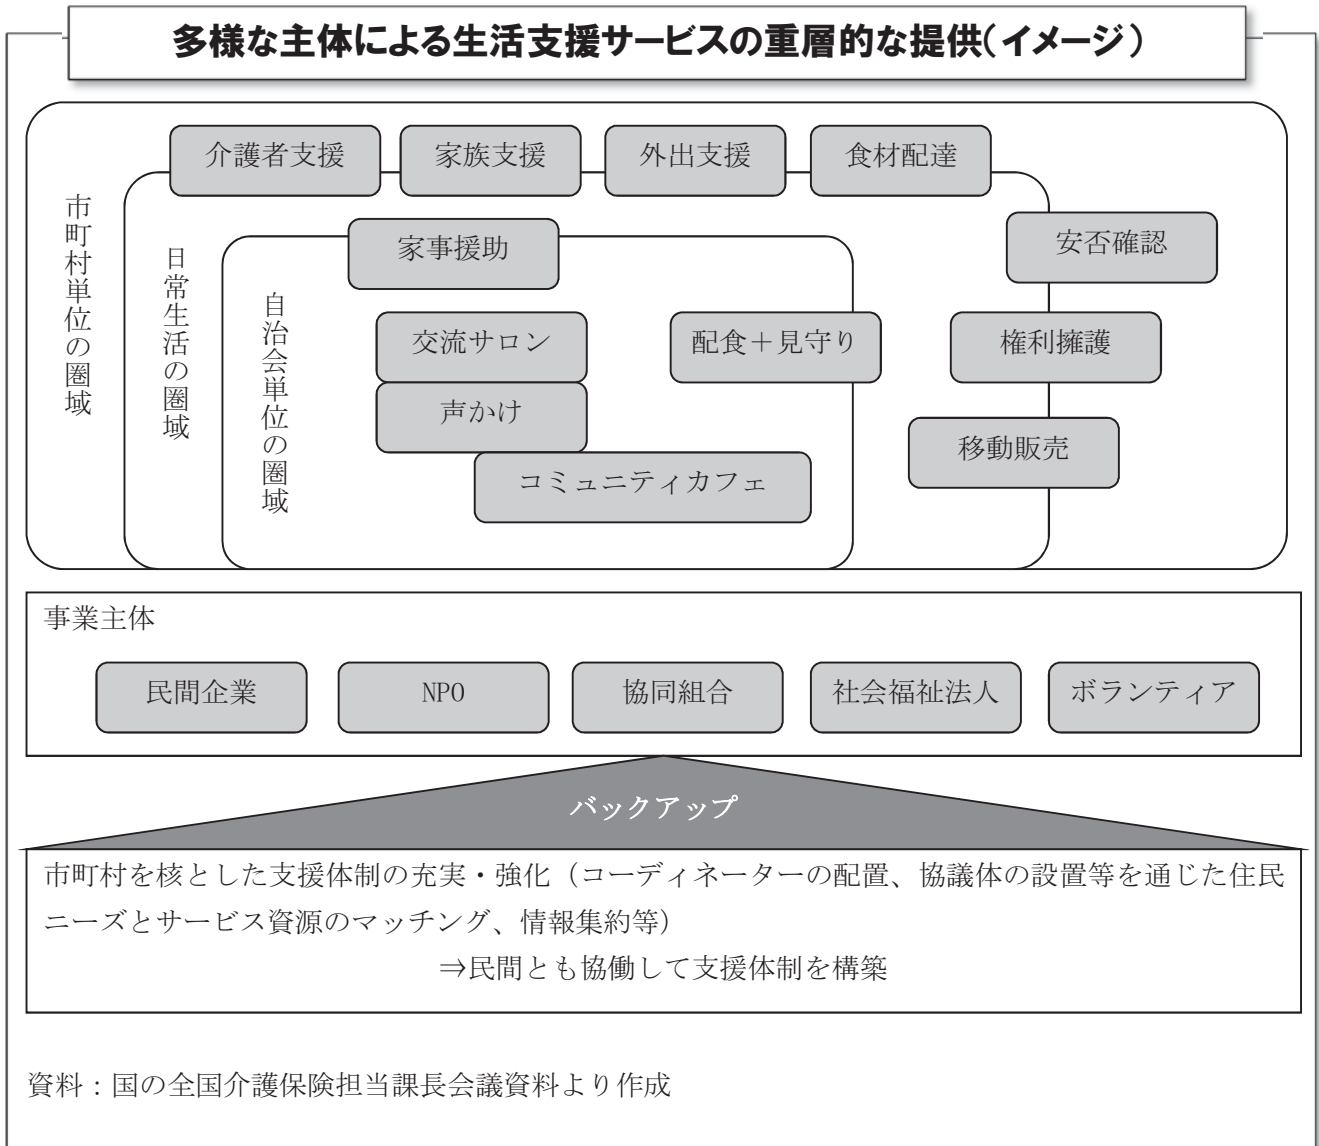 多様な主体による生活支援サービスの重層的な提供(イメージ)
介護者支援
家族支援
外出支援
食材配達
市町村単位の圏域
日常生活の圏域
自治会単位の圏域
家事援助
安否確認
交流サロン
配食+見守り
権利擁護
声かけ
移動販売
コミュニティカフェ
事業主体
民間企業
NPO
協同組合
社会福祉法人
ボランティア
バックアップ
市町村を核とした支援体制の充実・強化(コーディネーターの配置、協議体の設置等を通じた住民
ニーズとサービス資源のマッチング、情報集約等)
⇒民間とも協働して支援体制を構築
資料:国の全国介護保険担当課長会議資料より作成